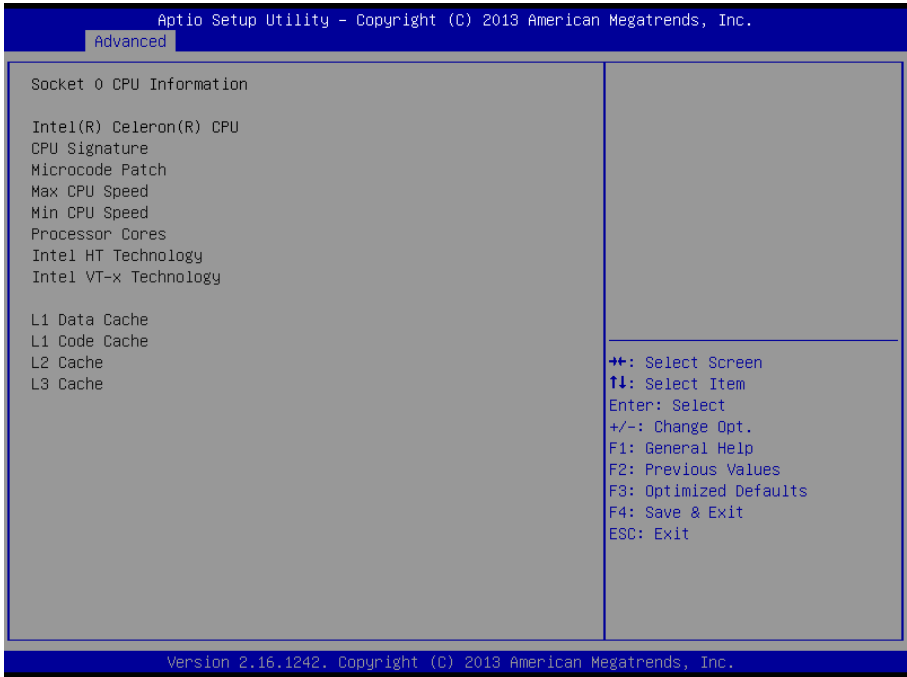 Aptio Setup Utility – Copyright (C) 2013 American Megatrends, Inc.
Advanced
Socket 0 CPU Information
Intel(R) Celeron(R) CPU
CPU Signature
Microcode Patch
Max CPU Speed
Min CPU Speed
Processor Cores
Intel HT Technology
Intel VT-x Technology
L1 Data Cache
L1 Code Cache
L2 Cache
L3 Cache
→←: Select Screen
↑↓: Select Item
Enter: Select
+/-: Change Opt.
F1: General Help
F2: Previous Values
F3: Optimized Defaults
F4: Save & Exit
ESC: Exit
Version 2.16.1242. Copyright (C) 2013 American Megatrends, Inc.